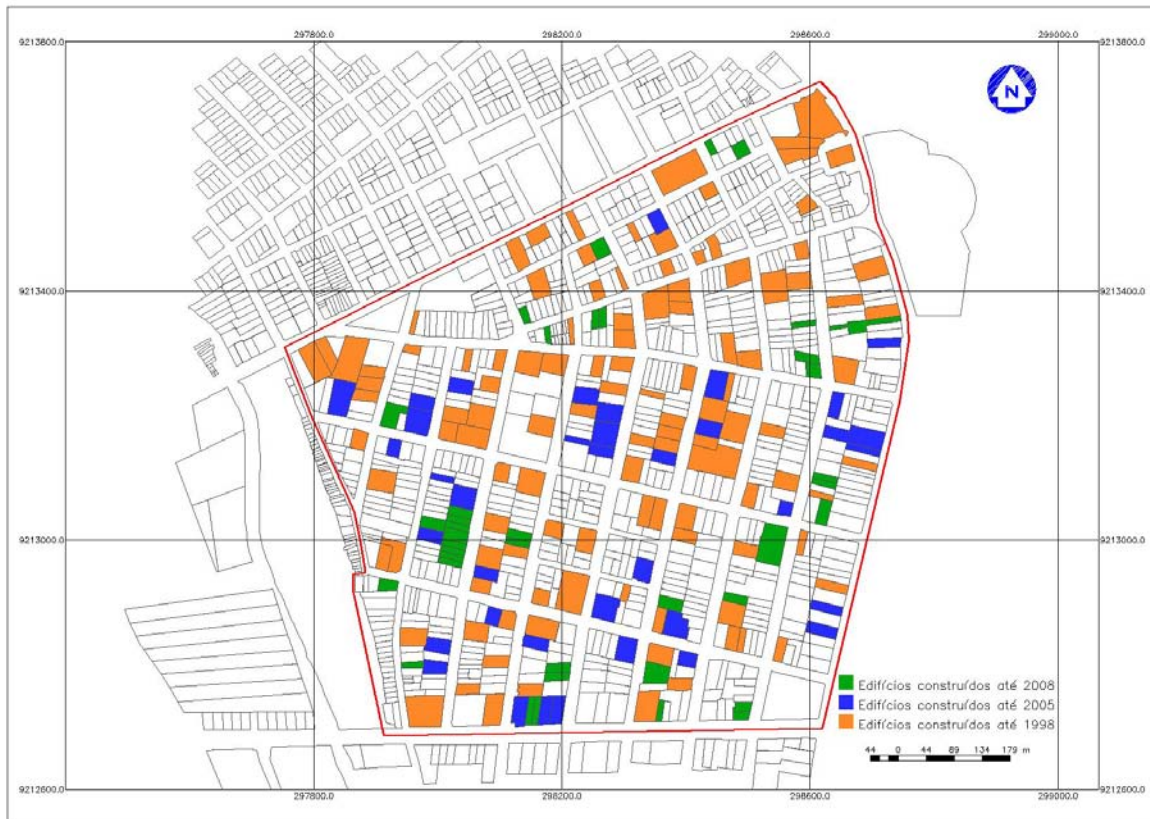 297800.0 298200.0 298600.0 299000.0
9213800.0 9213800.0
N
9213400.0 9213400.0
9213000.0 9213000.0
Edifícios construídos até 2008
Edifícios construídos até 2005
Edifícios construídos até 1998
44 0 44 89 134 179 m
9212600.0 9212600.0
297800.0 298200.0 298600.0 299000.0